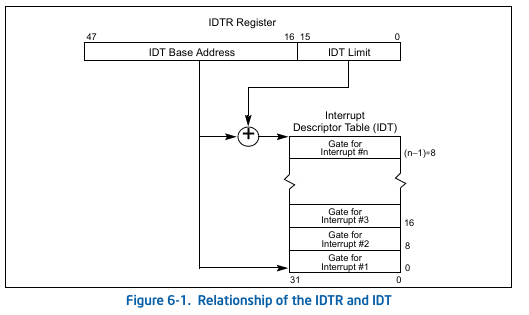 IDTR Register
47 16 15 0
IDT Base Address IDT Limit
Interrupt
Descriptor Table (IDT)
+
Gate for
Interrupt #n
(n−1)∗8
Gate for
Interrupt #3
16
Gate for
Interrupt #2
8
Gate for
Interrupt #1
0
31 0
Figure 6-1. Relationship of the IDTR and IDT